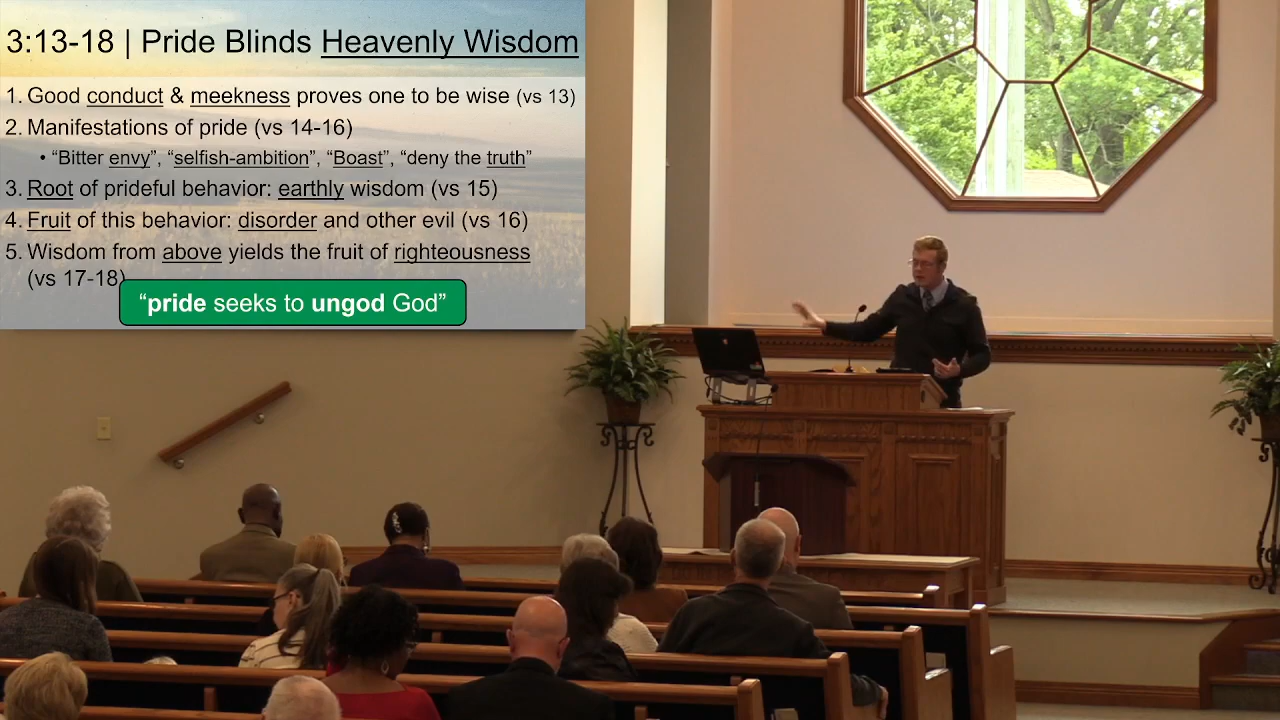 3:13-18 | Pride Blinds Heavenly Wisdom
1. Good conduct & meekness proves one to be wise (vs 13)
2. Manifestations of pride (vs 14-16)
• “Bitter envy”, “selfish-ambition”, “Boast”, “deny the truth”
3. Root of prideful behavior: earthly wisdom (vs 15)
4. Fruit of this behavior: disorder and other evil (vs 16)
5. Wisdom from above yields the fruit of righteousness
(vs 17-18)
“pride seeks to ungod God”